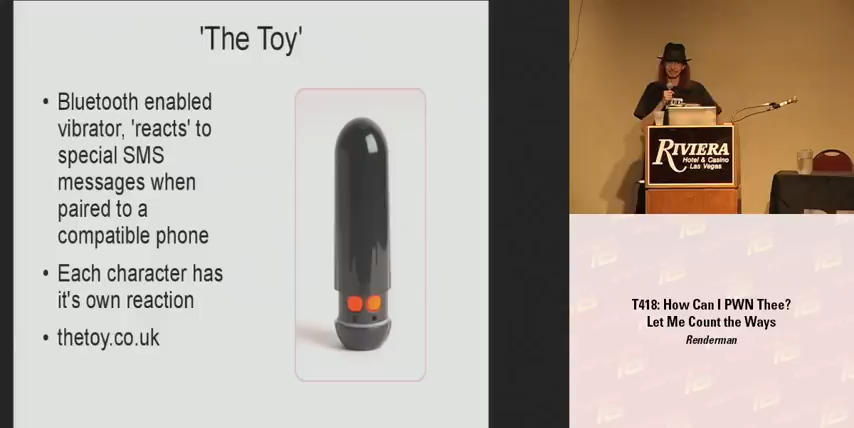 'The Toy'
• Bluetooth enabled
vibrator, 'reacts' to
special SMS
messages when
paired to a
compatible phone
• Each character has
it's own reaction
• thetoy.co.uk
RIVIERA
Hotel & Casino
Las Vegas
T418: How Can I PWN Thee?
Let Me Count the Ways
Renderman